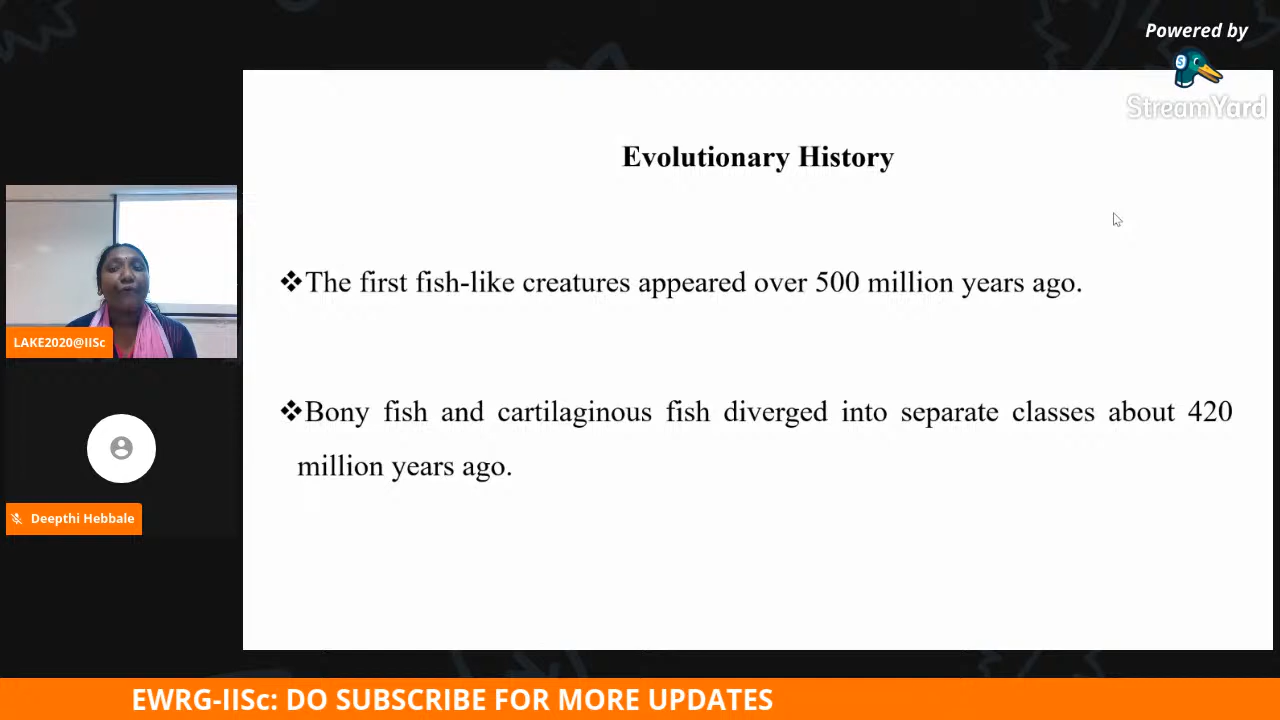 Powered by
StreamYard
Evolutionary History
❖The first fish-like creatures appeared over 500 million years ago.
❖Bony fish and cartilaginous fish diverged into separate classes about 420
million years ago.
LAKE2020@IISc
Deepthi Hebbale
EWRG-IISc: DO SUBSCRIBE FOR MORE UPDATES